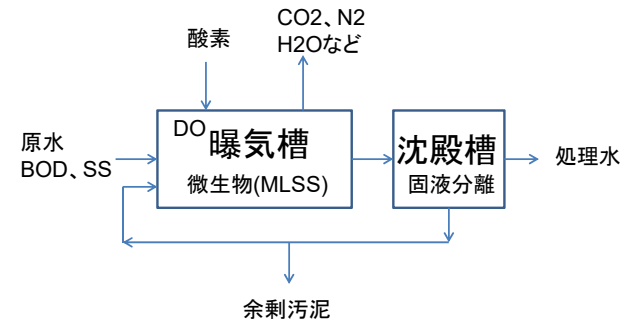 酸素
CO2、N2
H2Oなど
原水
BOD、SS
DO
曝気槽
微生物(MLSS)
沈殿槽
固液分離
処理水
余剰汚泥